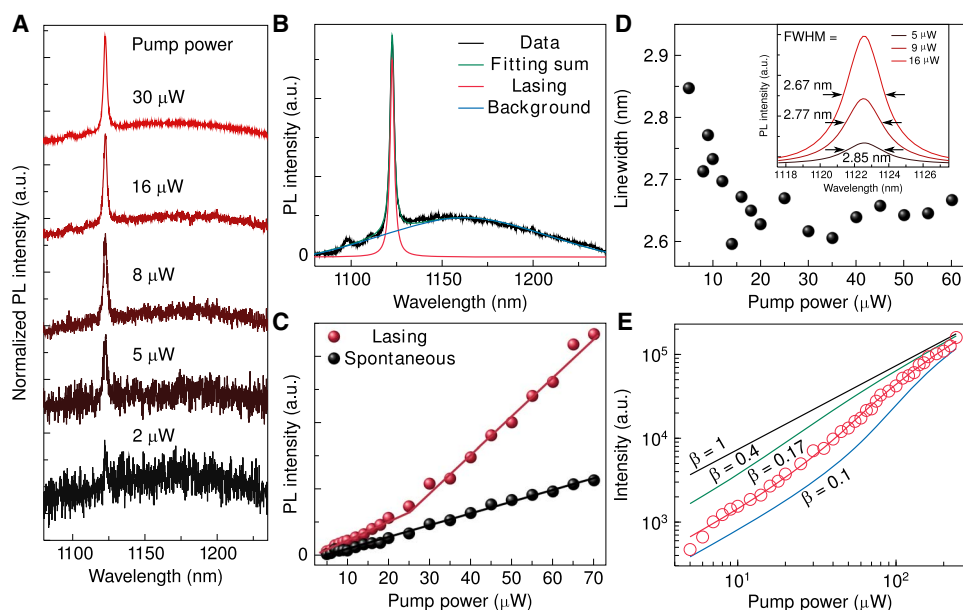 A
Pump power
30 μW
16 μW
8 μW
5 μW
2 μW
Normalized PL intensity (a.u.)
1100 1150 1200
Wavelength (nm)
B
Data
Fitting sum
Lasing
Background
PL intensity (a.u.)
0
1100 1150 1200
Wavelength (nm)
C
Lasing
Spontaneous
PL intensity (a.u.)
0
10 20 30 40 50 60 70
Pump power (μW)
D
2.9
2.8
2.7
2.6
Linewidth (nm)
10 20 30 40 50 60
Pump power (μW)
FWHM =
5 μW
9 μW
16 μW
2.67 nm
2.77 nm
2.85 nm
PL intensity (a.u.)
1118 1120 1122 1124 1126
Wavelength (nm)
E
10⁵
10⁴
10³
Intensity (a.u.)
β = 1
β = 0.4
β = 0.17
β = 0.1
10¹ 10²
Pump power (μW)